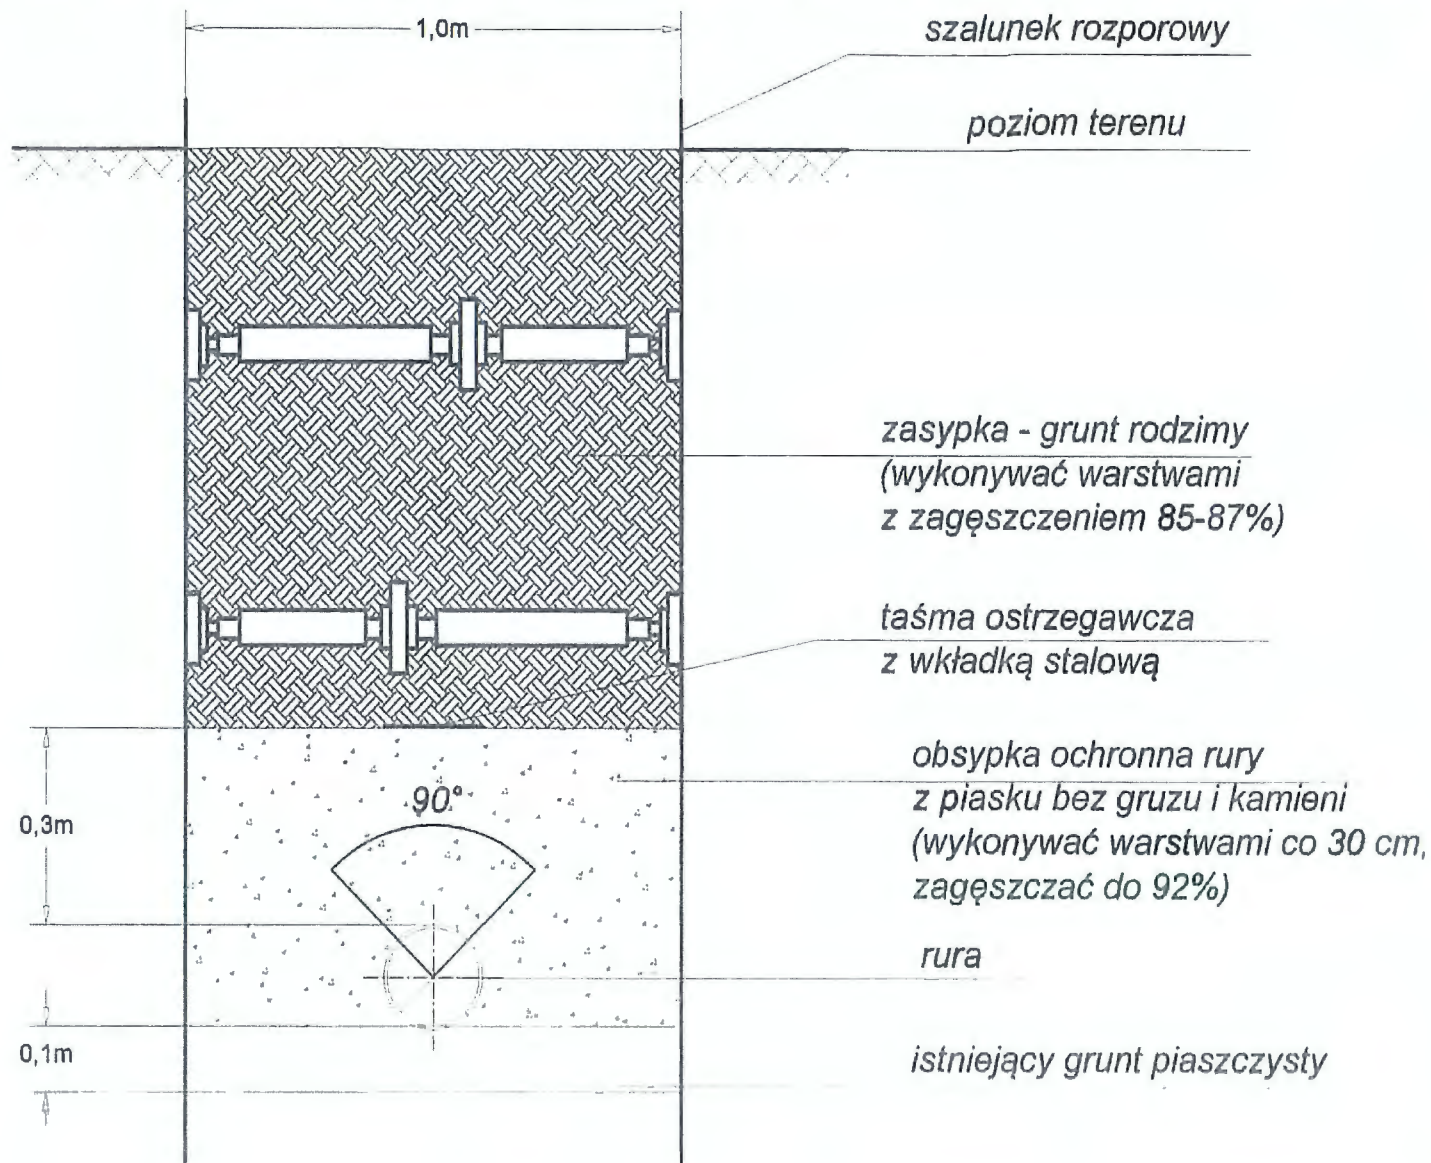 1,0m
szalunek rozporowy
poziom terenu
zasypka - grunt rodzimy
(wykonywać warstwami
z zagęszczeniem 85-87%)
taśma ostrzegawcza
z wkładką stalową
obsypka ochronna rury
z piasku bez gruzu i kamieni
(wykonywać warstwami co 30 cm,
zagęszczać do 92%)
90°
0,3m
rura
0,1m
istniejący grunt piaszczysty